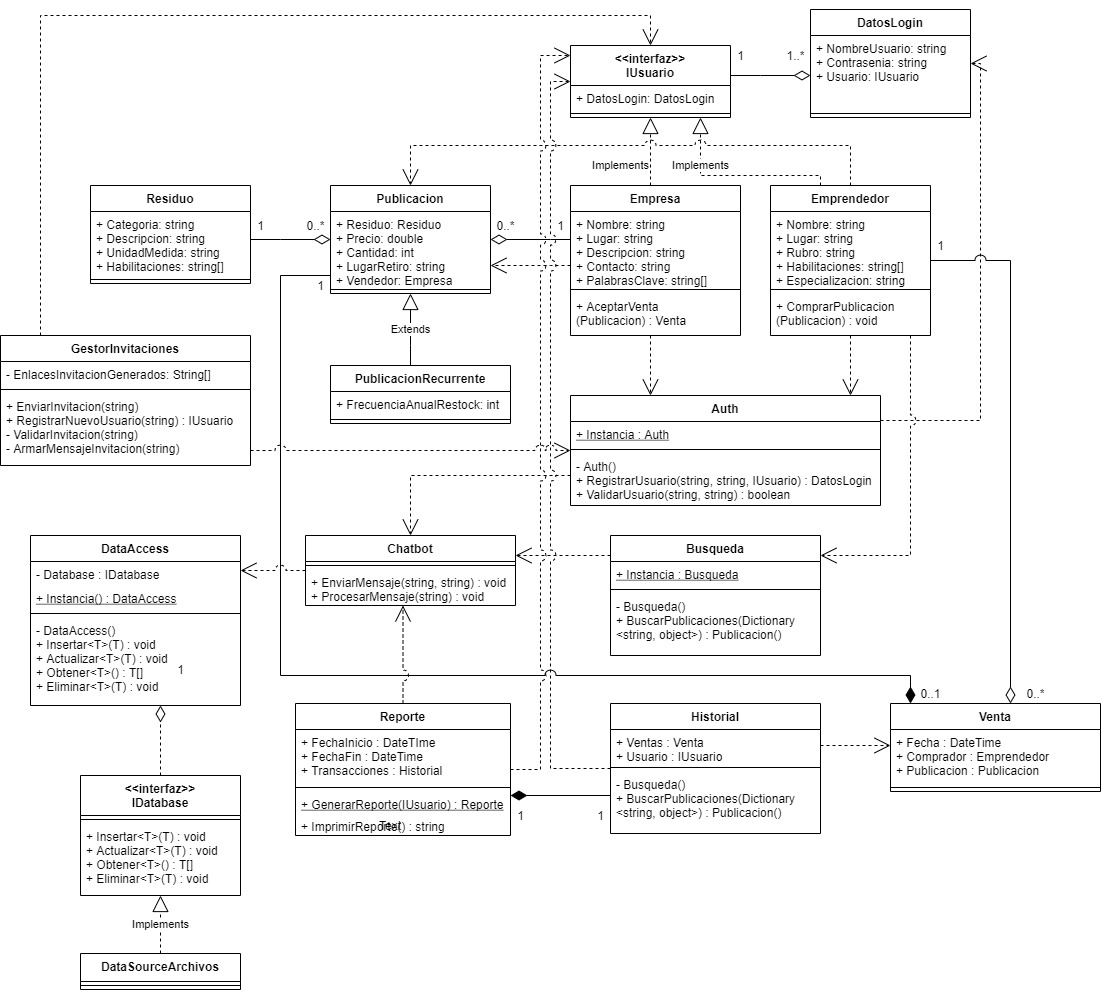 DatosLogin
+ NombreUsuario: string
+ Contrasenia: string
+ Usuario: IUsuario
<<interfaz>>
IUsuario
+ DatosLogin: DatosLogin
1
1..*
Implements
Implements
Residuo
+ Categoria: string
+ Descripcion: string
+ UnidadMedida: string
+ Habilitaciones: string[]
1
0..*
Publicacion
+ Residuo: Residuo
+ Precio: double
+ Cantidad: int
+ LugarRetiro: string
+ Vendedor: Empresa
0..*
1
1
Empresa
+ Nombre: string
+ Lugar: string
+ Descripcion: string
+ Contacto: string
+ PalabrasClave: string[]
+ AceptarVenta
(Publicacion) : Venta
Emprendedor
+ Nombre: string
+ Lugar: string
+ Rubro: string
+ Habilitaciones: string[]
+ Especializacion: string
+ ComprarPublicacion
(Publicacion) : void
1
Extends
GestorInvitaciones
- EnlacesInvitacionGenerados: String[]
+ EnviarInvitacion(string)
+ RegistrarNuevoUsuario(string) : IUsuario
- ValidarInvitacion(string)
- ArmarMensajeInvitacion(string)
PublicacionRecurrente
+ FrecuenciaAnualRestock: int
Auth
+ Instancia : Auth
- Auth()
+ RegistrarUsuario(string, string, IUsuario) : DatosLogin
+ ValidarUsuario(string, string) : boolean
DataAccess
- Database : IDatabase
+ Instancia() : DataAccess
- DataAccess()
+ Insertar<T>(T) : void
+ Actualizar<T>(T) : void
+ Obtener<T>() : T[]
+ Eliminar<T>(T) : void
1
Chatbot
+ EnviarMensaje(string, string) : void
+ ProcesarMensaje(string) : void
Busqueda
+ Instancia : Busqueda
- Busqueda()
+ BuscarPublicaciones(Dictionary
<string, object>) : Publicacion()
0..1
0..*
Reporte
+ FechaInicio : DateTIme
+ FechaFin : DateTime
+ Transacciones : Historial
+ GenerarReporte(IUsuario) : Reporte
+ ImprimirReporte() : string
Text
1
1
Historial
+ Ventas : Venta
+ Usuario : IUsuario
- Busqueda()
+ BuscarPublicaciones(Dictionary
<string, object>) : Publicacion()
Venta
+ Fecha : DateTime
+ Comprador : Emprendedor
+ Publicacion : Publicacion
<<interfaz>>
IDatabase
+ Insertar<T>(T) : void
+ Actualizar<T>(T) : void
+ Obtener<T>() : T[]
+ Eliminar<T>(T) : void
Implements
DataSourceArchivos